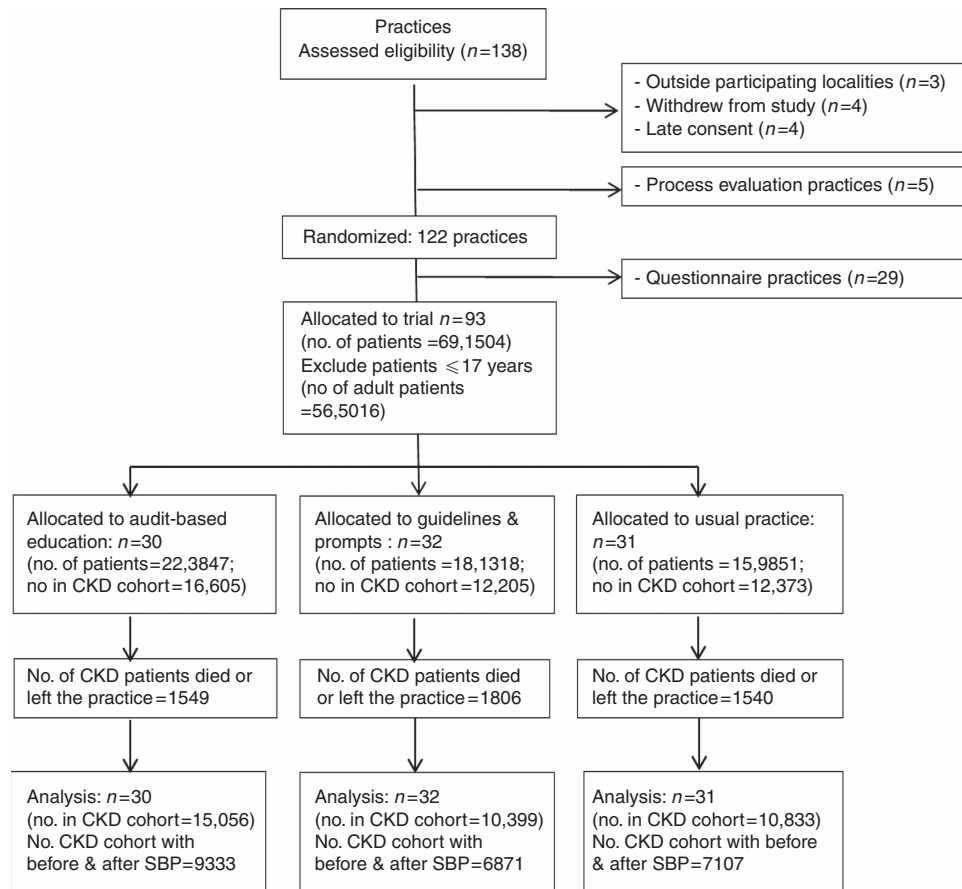 Practices
Assessed eligibility (n=138)
- Outside participating localities (n=3)
- Withdrew from study (n=4)
- Late consent (n=4)
- Process evaluation practices (n=5)
Randomized: 122 practices
- Questionnaire practices (n=29)
Allocated to trial n=93
(no. of patients =69,1504)
Exclude patients ⩽17 years
(no of adult patients
=56,5016)
Allocated to audit-based
education: n=30
(no. of patients=22,3847;
no in CKD cohort=16,605)
Allocated to guidelines &
prompts : n=32
(no. of patients =18,1318;
no in CKD cohort=12,205)
Allocated to usual practice:
n=31
(no. of patients =15,9851;
no in CKD cohort=12,373)
No. of CKD patients died or
left the practice=1549
No. of CKD patients died
or left the practice=1806
No. of CKD patients died or
left the practice=1540
Analysis: n=30
(no. in CKD cohort=15,056)
No. CKD cohort with
before & after SBP=9333
Analysis: n=32
(no. in CKD cohort=10,399)
No. CKD cohort with
before & after SBP=6871
Analysis: n=31
(no. in CKD cohort=10,833)
No. CKD cohort with before
& after SBP=7107